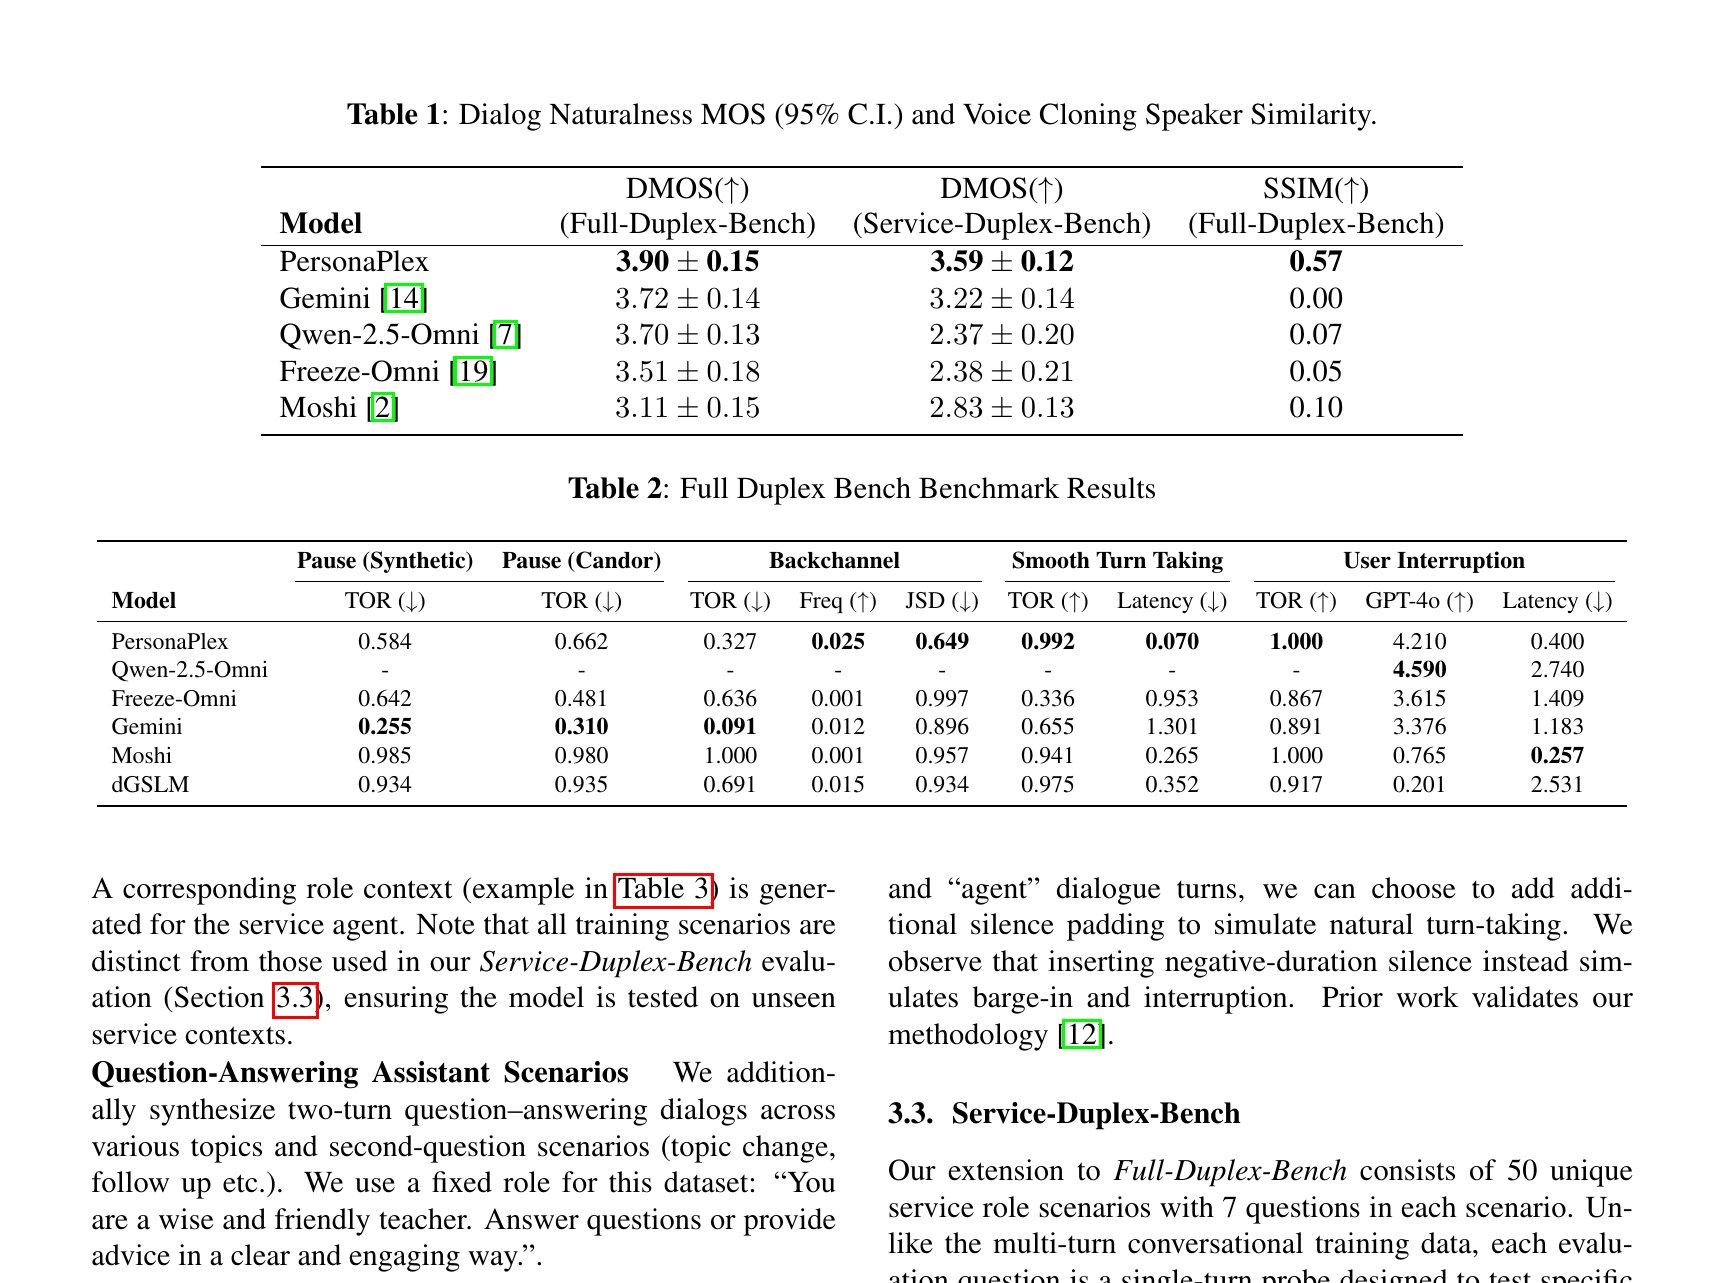 Table 1: Dialog Naturalness MOS (95% C.I.) and Voice Cloning Speaker Similarity.
DMOS(↑) DMOS(↑) SSIM(↑)
Model (Full-Duplex-Bench) (Service-Duplex-Bench) (Full-Duplex-Bench)
PersonaPlex 3.90 ± 0.15 3.59 ± 0.12 0.57
Gemini [14] 3.72 ± 0.14 3.22 ± 0.14 0.00
Qwen-2.5-Omni [7] 3.70 ± 0.13 2.37 ± 0.20 0.07
Freeze-Omni [19] 3.51 ± 0.18 2.38 ± 0.21 0.05
Moshi [2] 3.11 ± 0.15 2.83 ± 0.13 0.10
Table 2: Full Duplex Bench Benchmark Results
Pause (Synthetic) Pause (Candor) Backchannel Smooth Turn Taking User Interruption
Model TOR (↓) TOR (↓) TOR (↓) Freq (↑) JSD (↓) TOR (↑) Latency (↓) TOR (↑) GPT-4o (↑) Latency (↓)
PersonaPlex 0.584 0.662 0.327 0.025 0.649 0.992 0.070 1.000 4.210 0.400
Qwen-2.5-Omni - - - - - - - - 4.590 2.740
Freeze-Omni 0.642 0.481 0.636 0.001 0.997 0.336 0.953 0.867 3.615 1.409
Gemini 0.255 0.310 0.091 0.012 0.896 0.655 1.301 0.891 3.376 1.183
Moshi 0.985 0.980 1.000 0.001 0.957 0.941 0.265 1.000 0.765 0.257
dGSLM 0.934 0.935 0.691 0.015 0.934 0.975 0.352 0.917 0.201 2.531
A corresponding role context (example in Table 3) is gener-
ated for the service agent. Note that all training scenarios are
distinct from those used in our Service-Duplex-Bench evalu-
ation (Section 3.3), ensuring the model is tested on unseen
service contexts.
Question-Answering Assistant Scenarios We addition-
ally synthesize two-turn question–answering dialogs across
various topics and second-question scenarios (topic change,
follow up etc.). We use a fixed role for this dataset: “You
are a wise and friendly teacher. Answer questions or provide
advice in a clear and engaging way.”.
and “agent” dialogue turns, we can choose to add addi-
tional silence padding to simulate natural turn-taking. We
observe that inserting negative-duration silence instead sim-
ulates barge-in and interruption. Prior work validates our
methodology [12].
3.3. Service-Duplex-Bench
Our extension to Full-Duplex-Bench consists of 50 unique
service role scenarios with 7 questions in each scenario. Un-
like the multi-turn conversational training data, each evalu-
ation question is a single-turn probe designed to test specific